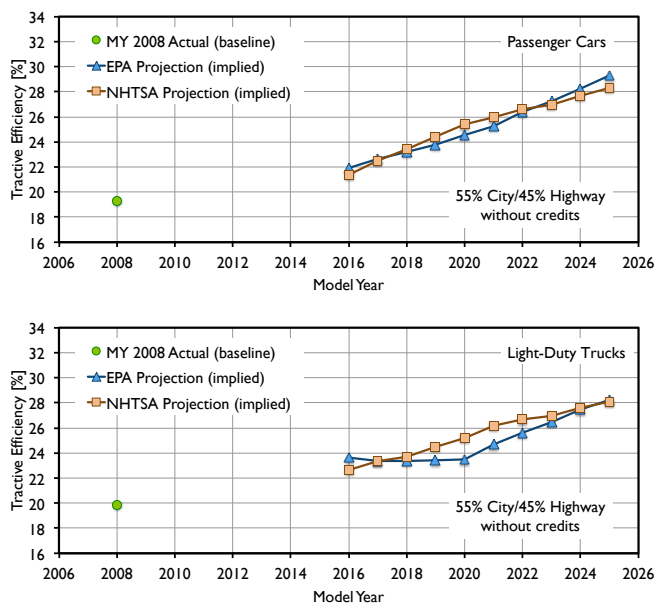 34
32
30
28
26
24
22
20
18
16
Tractive Efficiency [%]
MY 2008 Actual (baseline)
EPA Projection (implied)
NHTSA Projection (implied)
Passenger Cars
55% City/45% Highway
without credits
2006 2008 2010 2012 2014 2016 2018 2020 2022 2024 2026
Model Year
34
32
30
28
26
24
22
20
18
16
Tractive Efficiency [%]
MY 2008 Actual (baseline)
EPA Projection (implied)
NHTSA Projection (implied)
Light-Duty Trucks
55% City/45% Highway
without credits
2006 2008 2010 2012 2014 2016 2018 2020 2022 2024 2026
Model Year